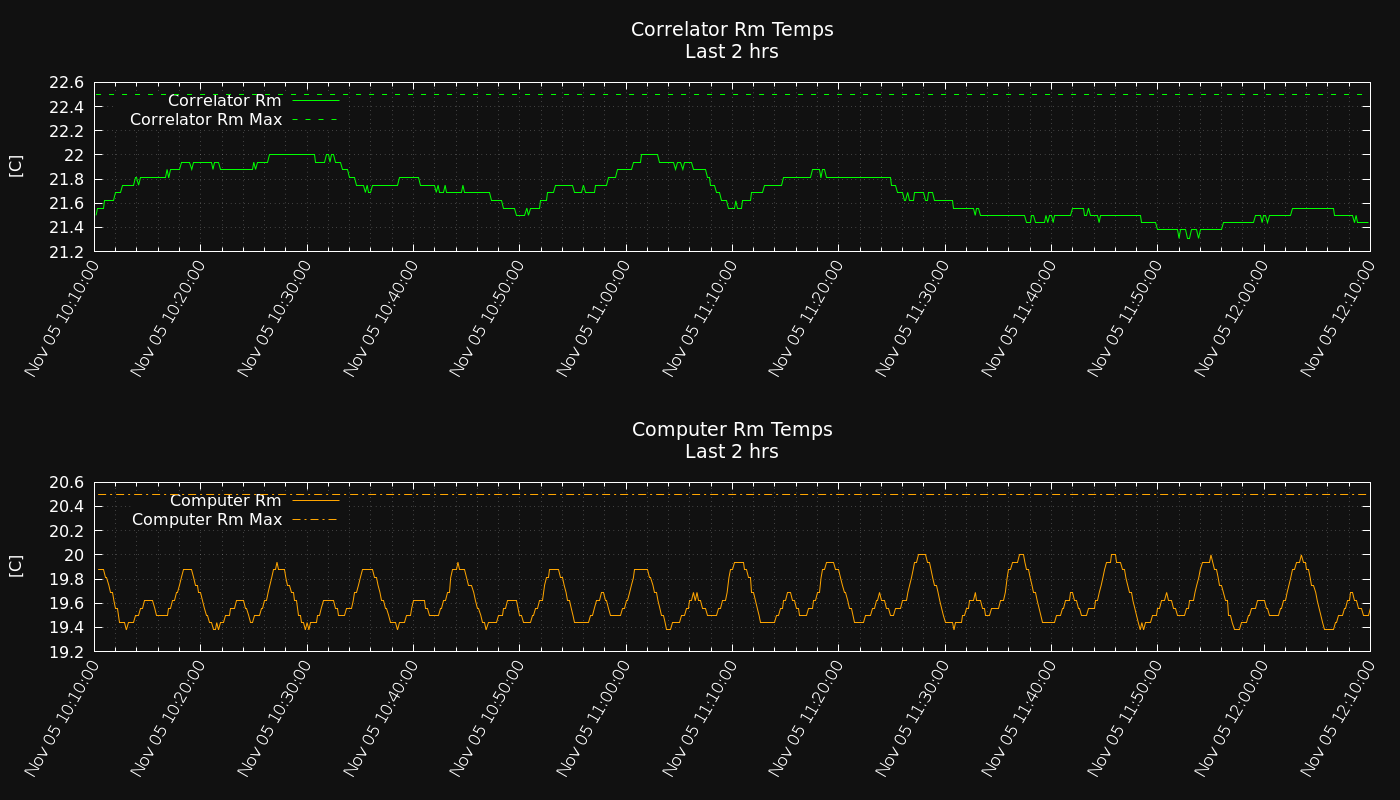 Correlator Rm Temps
Last 2 hrs
22.6
22.4
22.2
22
21.8
21.6
21.4
21.2
[C]
Correlator Rm
Correlator Rm Max
Nov 05 10:10:00
Nov 05 10:20:00
Nov 05 10:30:00
Nov 05 10:40:00
Nov 05 10:50:00
Nov 05 11:00:00
Nov 05 11:10:00
Nov 05 11:20:00
Nov 05 11:30:00
Nov 05 11:40:00
Nov 05 11:50:00
Nov 05 12:00:00
Nov 05 12:10:00
Computer Rm Temps
Last 2 hrs
20.6
20.4
20.2
20
19.8
19.6
19.4
19.2
[C]
Computer Rm
Computer Rm Max
Nov 05 10:10:00
Nov 05 10:20:00
Nov 05 10:30:00
Nov 05 10:40:00
Nov 05 10:50:00
Nov 05 11:00:00
Nov 05 11:10:00
Nov 05 11:20:00
Nov 05 11:30:00
Nov 05 11:40:00
Nov 05 11:50:00
Nov 05 12:00:00
Nov 05 12:10:00